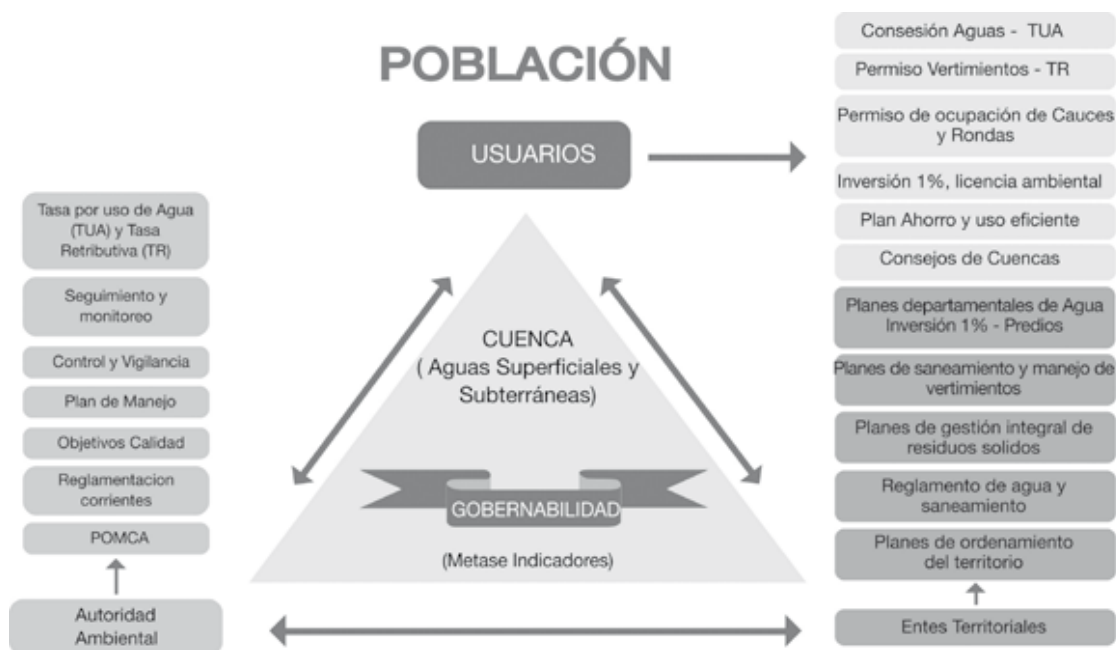 POBLACIÓN
USUARIOS
Tasa por uso de Agua
(TUA) y Tasa
Retributiva (TR)
Seguimiento y
monitoreo
Control y Vigilancia
Plan de Manejo
Objetivos Calidad
Reglamentacion
corrientes
POMCA
Autoridad
Ambiental
CUENCA
( Aguas Superficiales y
Subterráneas)
GOBERNABILIDAD
(Metase Indicadores)
Consesión Aguas - TUA
Permiso Vertimientos - TR
Permiso de ocupación de Cauces
y Rondas
Inversión 1%, licencia ambiental
Plan Ahorro y uso eficiente
Consejos de Cuencas
Planes departamentales de Agua
Inversión 1% - Predios
Planes de saneamiento y manejo de
vertimientos
Planes de gestión integral de
residuos solidos
Reglamento de agua y
saneamiento
Planes de ordenamiento
del territorio
Entes Territoriales